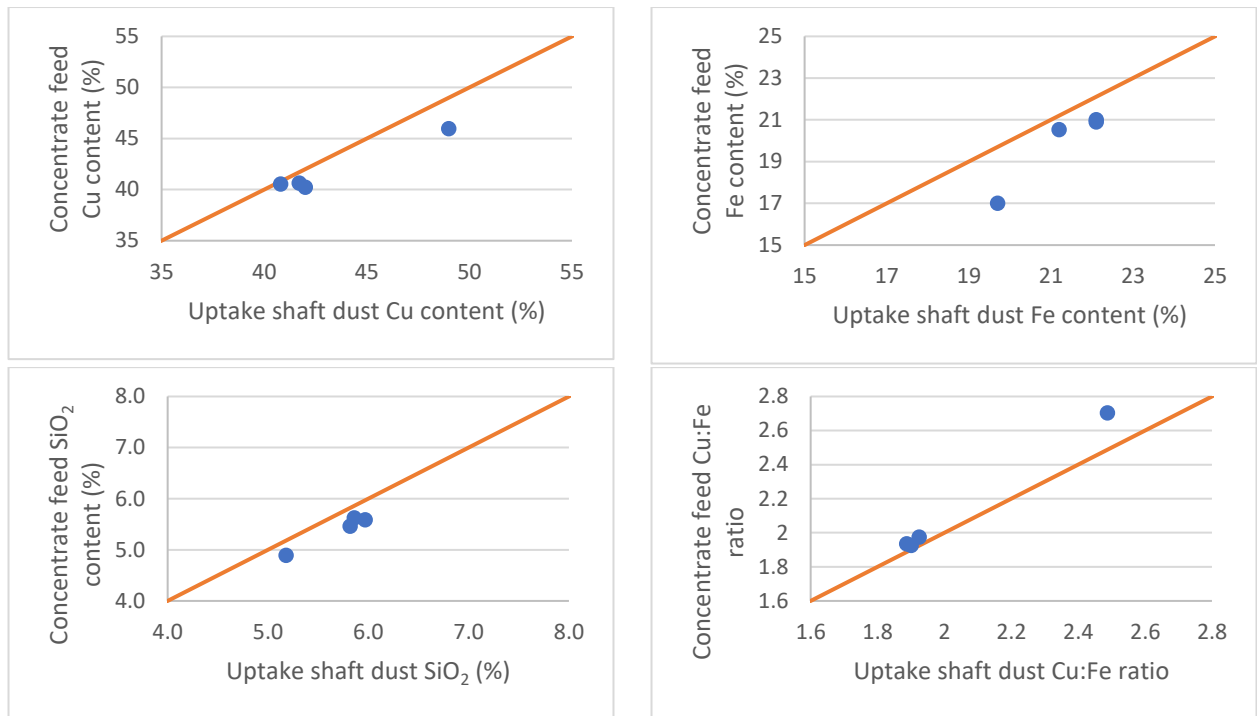 Concentrate feed
Cu content (%)
55
50
45
40
35
35 40 45 50 55
Uptake shaft dust Cu content (%)
Concentrate feed
Fe content (%)
25
23
21
19
17
15
15 17 19 21 23 25
Uptake shaft dust Fe content (%)
Concentrate feed SiO₂
content (%)
8.0
7.0
6.0
5.0
4.0
4.0 5.0 6.0 7.0 8.0
Uptake shaft dust SiO₂ (%)
Concentrate feed Cu:Fe
ratio
2.8
2.6
2.4
2.2
2
1.8
1.6
1.6 1.8 2 2.2 2.4 2.6 2.8
Uptake shaft dust Cu:Fe ratio